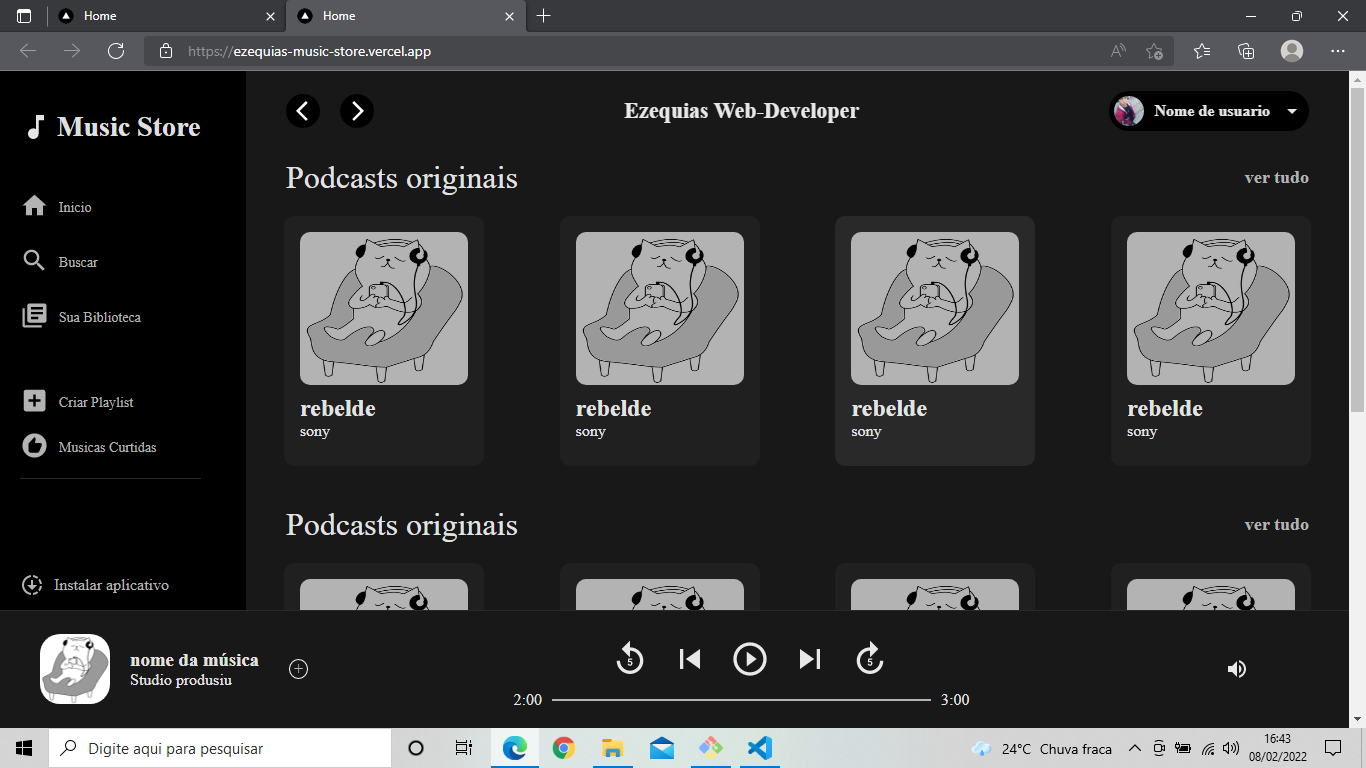 Home
Home
https://ezequias-music-store.vercel.app
Music Store
Inicio
Buscar
Sua Biblioteca
Criar Playlist
Musicas Curtidas
Instalar aplicativo
Ezequias Web-Developer
Nome de usuario
Podcasts originais
ver tudo
rebelde
sony
rebelde
sony
rebelde
sony
rebelde
sony
Podcasts originais
ver tudo
nome da música
Studio produsiu
5
5
2:00
3:00
Digite aqui para pesquisar
24°C Chuva fraca
16:43
08/02/2022